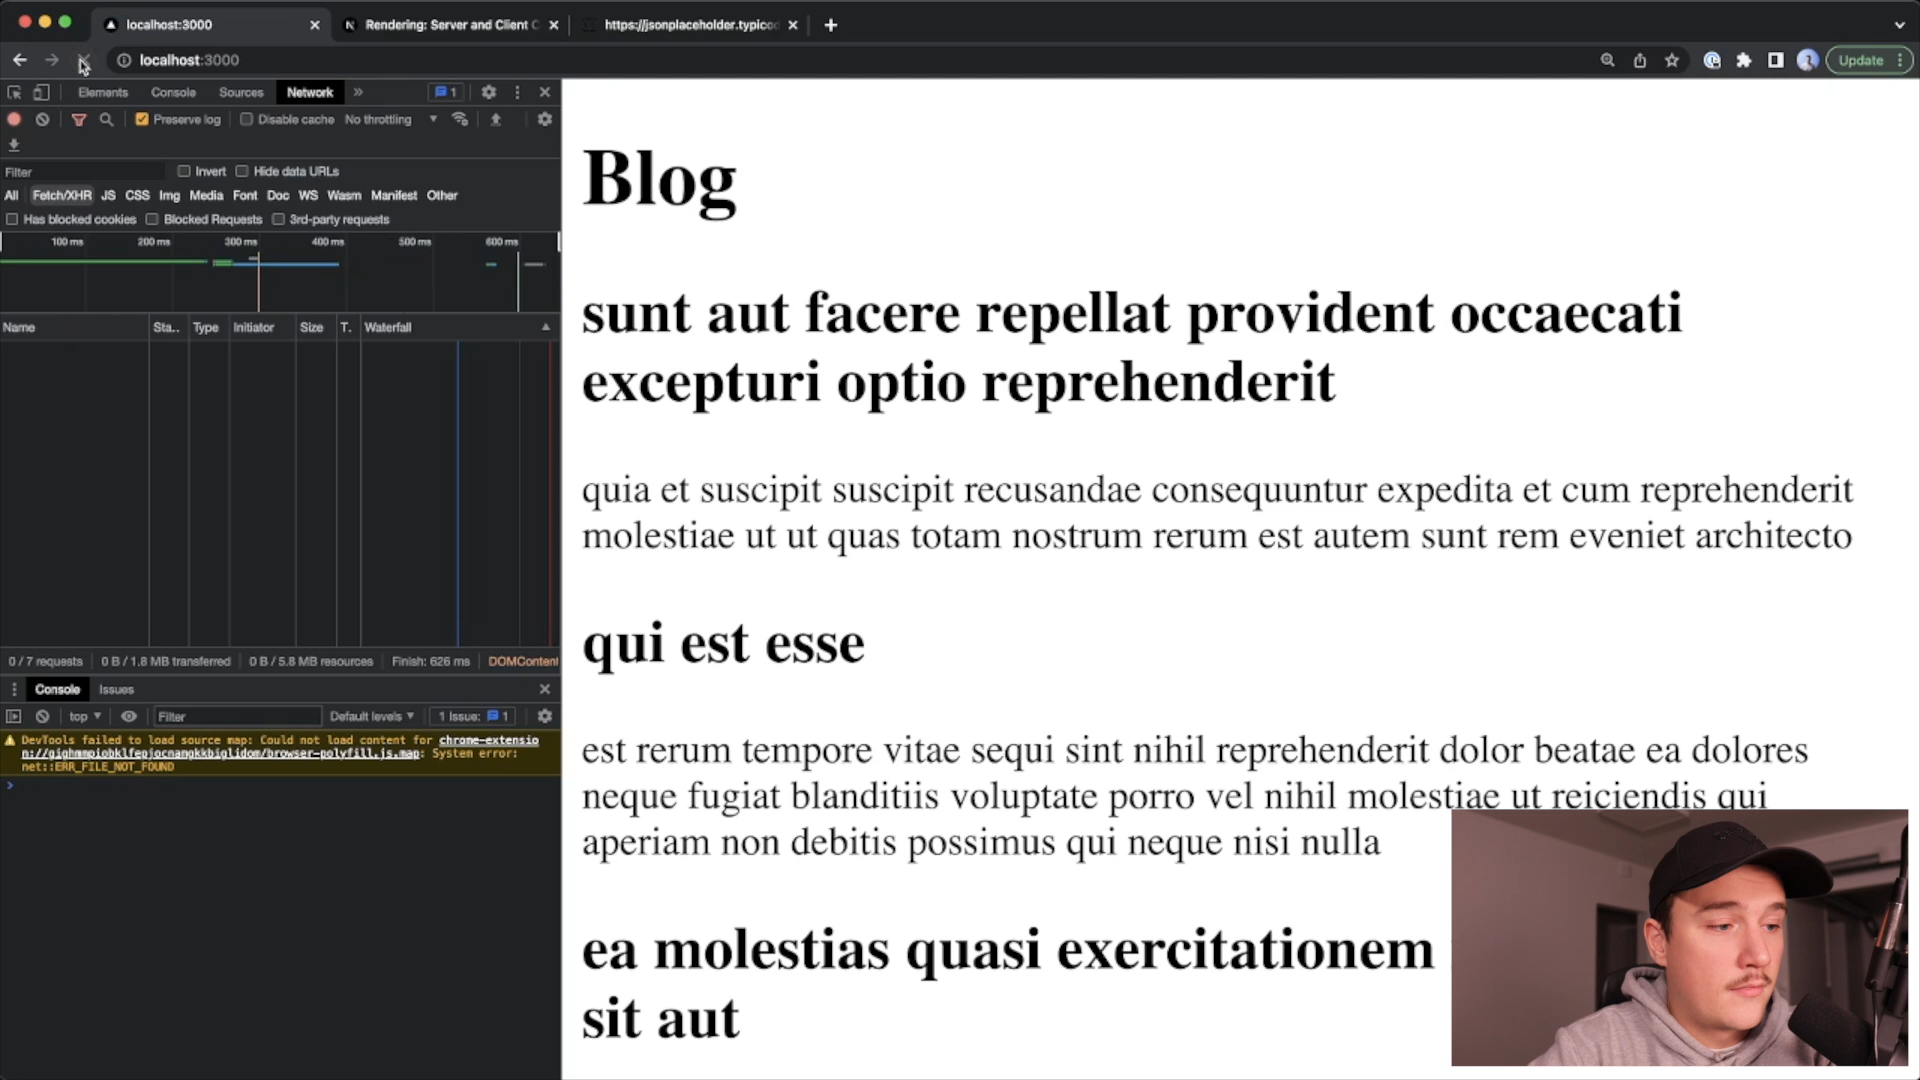 localhost:3000
Rendering: Server and Client C
https://jsonplaceholder.typico
localhost:3000
Update
Elements
Console
Sources
Network
1
Preserve log
Disable cache
No throttling
Filter
Invert
Hide data URLs
All
Fetch/XHR
JS
CSS
Img
Media
Font
Doc
WS
Wasm
Manifest
Other
Has blocked cookies
Blocked Requests
3rd-party requests
100 ms
200 ms
300 ms
400 ms
500 ms
600 ms
Name
Sta..
Type
Initiator
Size
T.
Waterfall
0 / 7 requests
0 B / 1.8 MB transferred
0 B / 5.8 MB resources
Finish: 626 ms
DOMContent
Console
Issues
top
Filter
Default levels
1 Issue:
1
DevTools failed to load source map: Could not load content for chrome-extensio
System error:
net::ERR_FILE_NOT_FOUND
Blog
sunt aut facere repellat provident occaecati
excepturi optio reprehenderit
quia et suscipit suscipit recusandae consequuntur expedita et cum reprehenderit
molestiae ut ut quas totam nostrum rerum est autem sunt rem eveniet architecto
qui est esse
est rerum tempore vitae sequi sint nihil reprehenderit dolor beatae ea dolores
neque fugiat blanditiis voluptate porro vel nihil molestiae ut reiciendis qui
aperiam non debitis possimus qui neque nisi nulla
ea molestias quasi exercitationem
sit aut